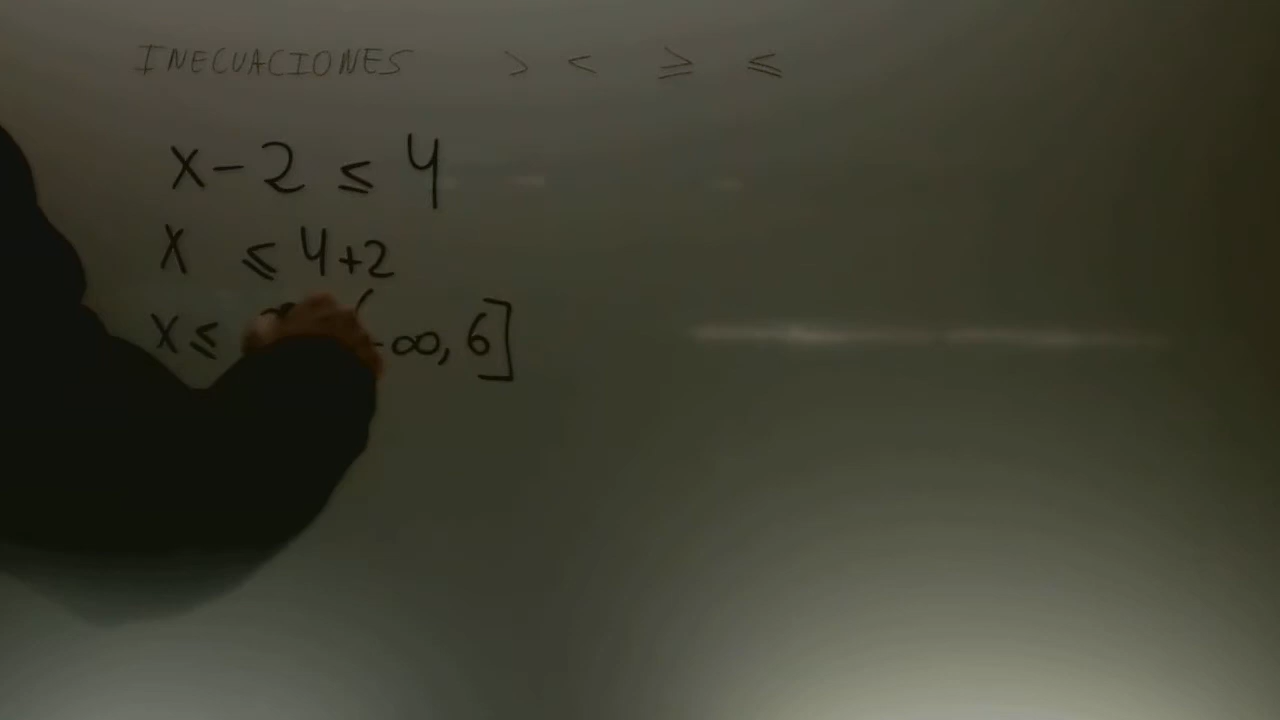 INECUACIONES > < ≥ ≤
x - 2 ≤ 4
x ≤ 4+2
x ≤ (-∞, 6]